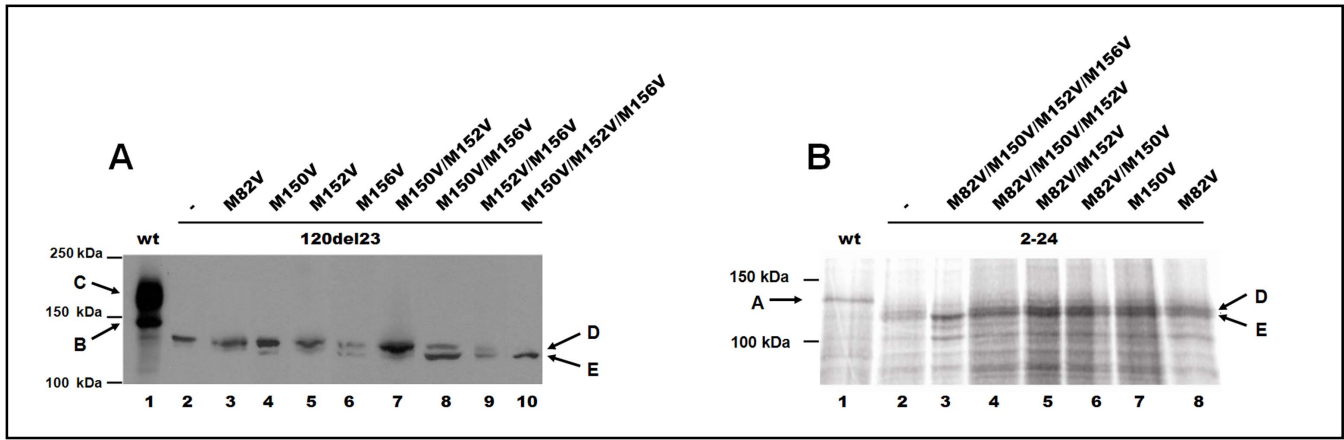 A
- M82V M150V M152V M156V M150V/M152V M150V/M156V M152V/M156V M150V/M152V/M156V
wt 120del23
250 kDa
C
150 kDa
B
D
E
100 kDa
1 2 3 4 5 6 7 8 9 10
B
- M82V/M150V/M152V/M156V M82V/M150V/M152V M82V/M152V M82V/M150V M150V M82V
wt 2-24
150 kDa
A
D
E
100 kDa
1 2 3 4 5 6 7 8